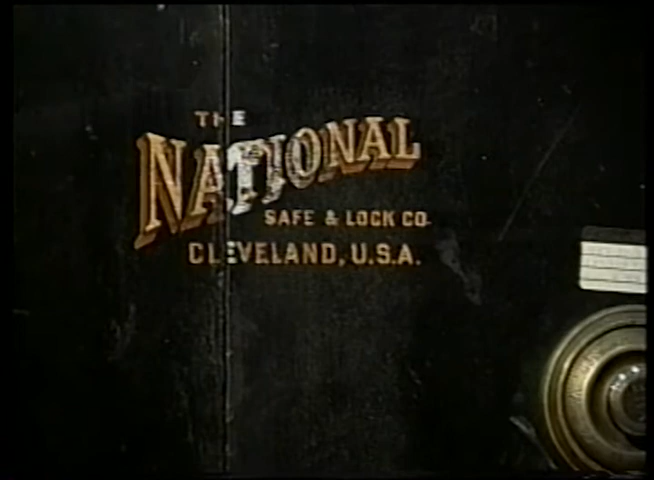 THE
NATIONAL
SAFE & LOCK CO.
CLEVELAND, U.S.A.